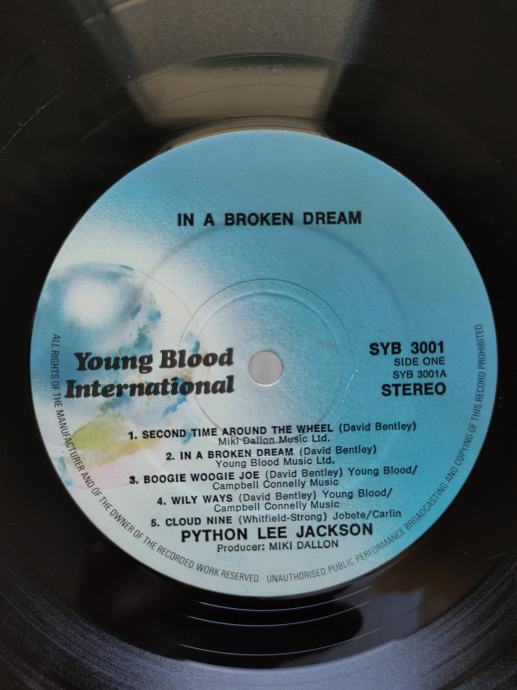 IN A BROKEN DREAM
Young Blood
International
SYB 3001
SIDE ONE
SYB 3001A
STEREO
1. SECOND TIME AROUND THE WHEEL (David Bentley)
Miki Dallon Music Ltd.
2. IN A BROKEN DREAM (David Bentley)
Young Blood Music Ltd.
3. BOOGIE WOOGIE JOE (David Bentley) Young Blood/
Campbell Connelly Music
4. WILY WAYS (David Bentley) Young Blood/
Campbell Connelly Music
5. CLOUD NINE (Whitfield-Strong) Jobete/Carlin
PYTHON LEE JACKSON
Producer: MIKI DALLON
ALL RIGHTS OF THE MANUFACTURER AND OF THE OWNER OF THE RECORDED WORK RESERVED · UNAUTHORISED PUBLIC PERFORMANCE BROADCASTING AND COPYING OF THIS RECORD PROHIBITED